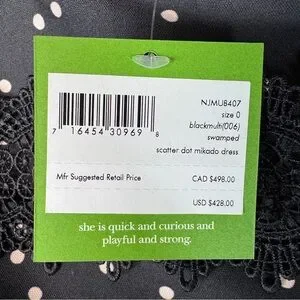 NJMU8407
size 0
blackmulti(006)
swamped
scatter dot mikado dress
7 16454 30969 8
Mfr Suggested Retail Price
CAD $498.00
USD $428.00
she is quick and curious and
playful and strong.